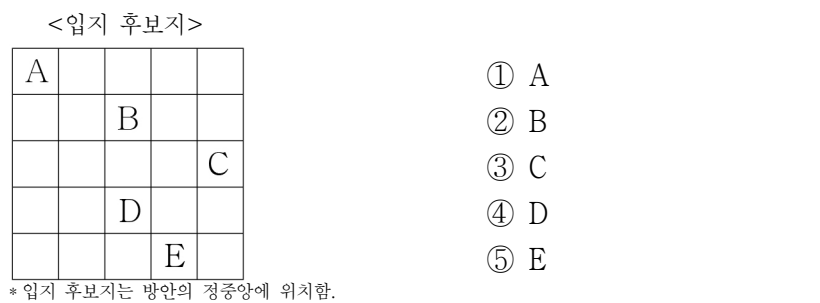 <입지 후보지>
A
B
C
D
E
* 입지 후보지는 방안의 정중앙에 위치함.
① A
② B
③ C
④ D
⑤ E